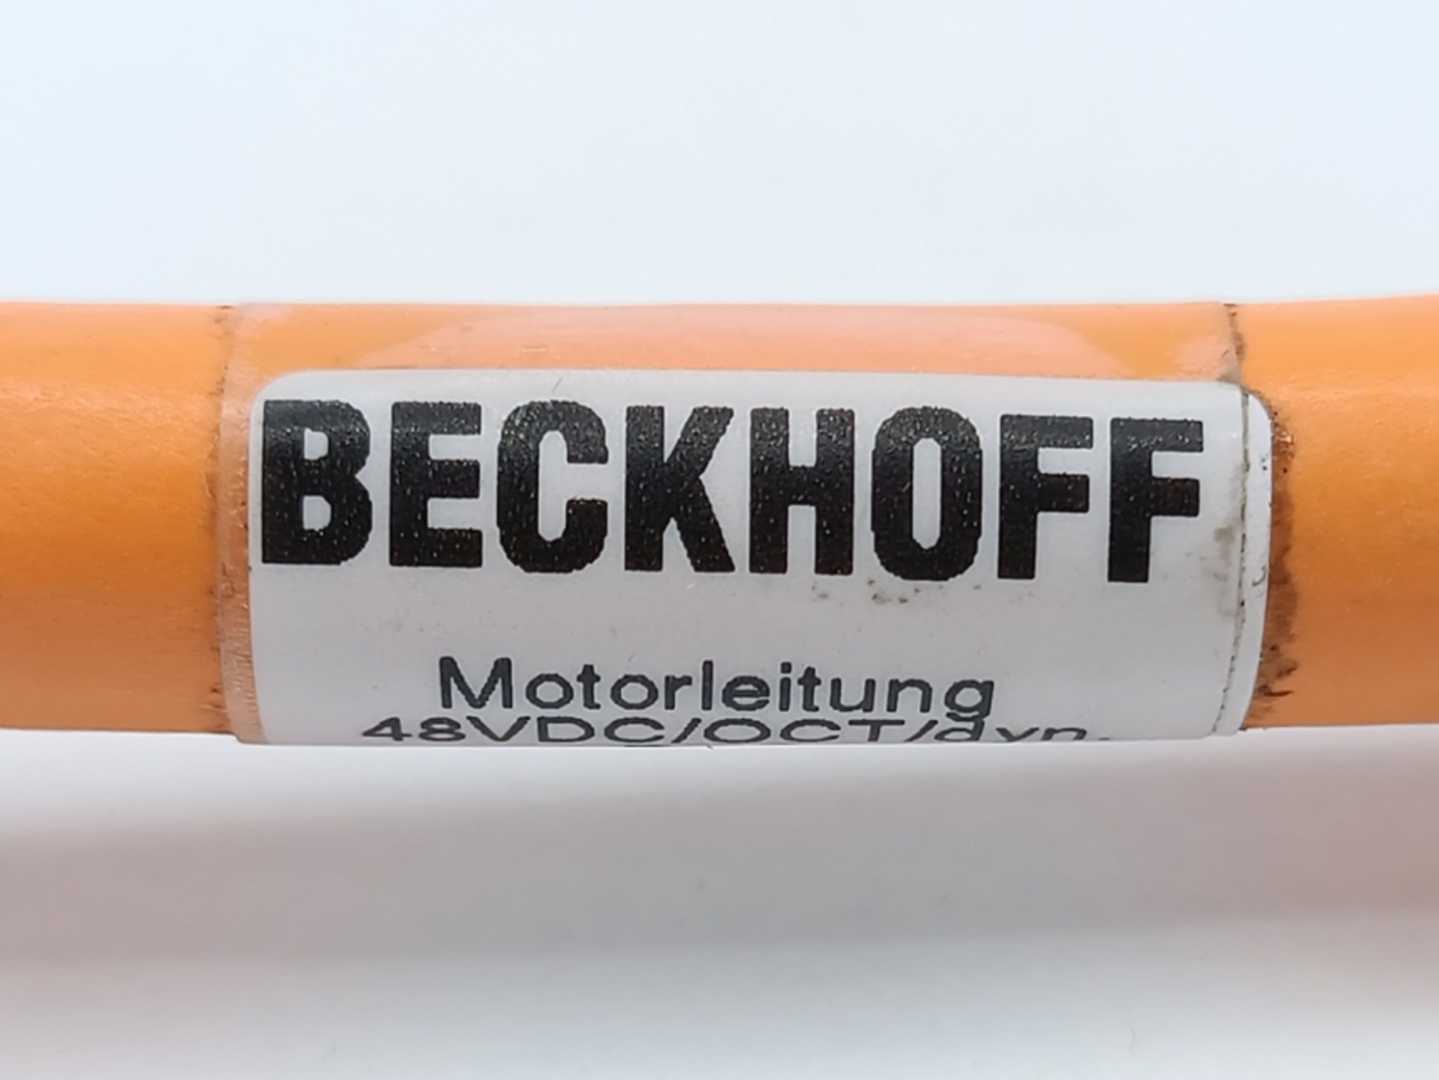 BECKHOFF
Motorleitung
48VDC/OCT/dyn.